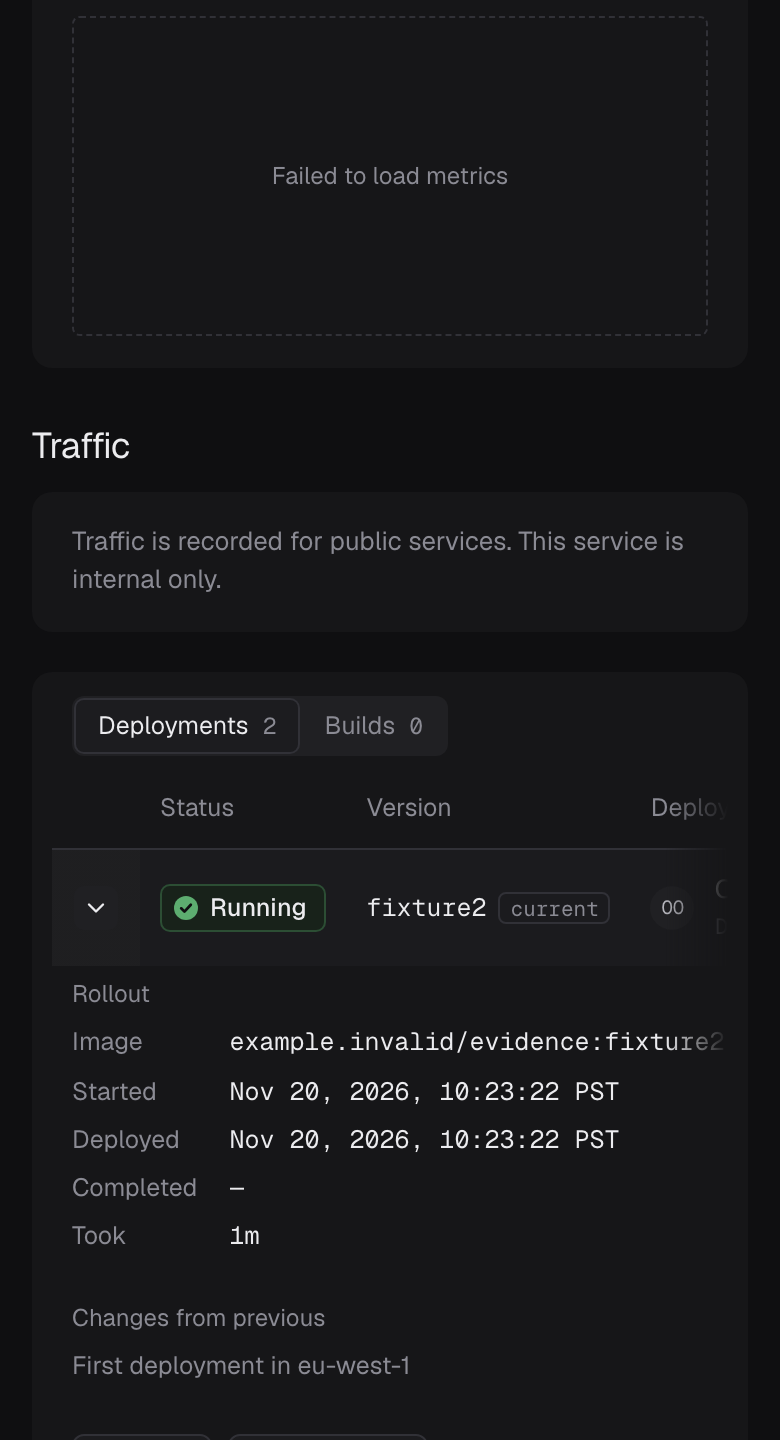 Failed to load metrics
Traffic
Traffic is recorded for public services. This service is
internal only.
Deployments 2 Builds 0
Status Version
Running fixture2 current 00
Rollout
Image example.invalid/evidence:fixture2
Started Nov 20, 2026, 10:23:22 PST
Deployed Nov 20, 2026, 10:23:22 PST
Completed —
Took 1m
Changes from previous
First deployment in eu-west-1